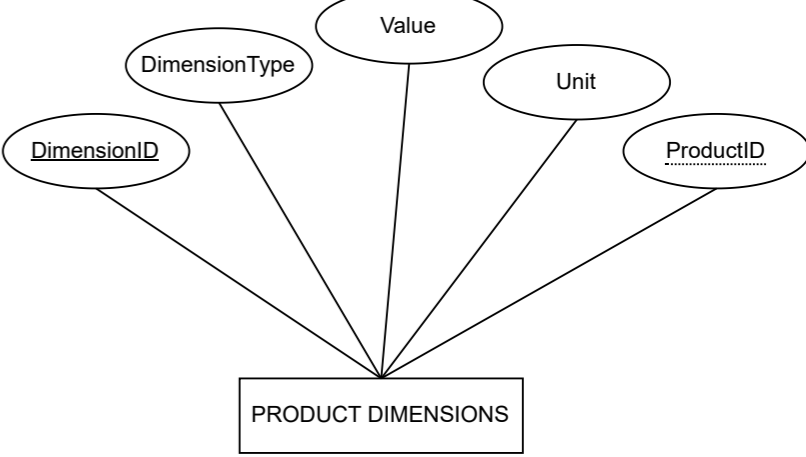 Value
DimensionType
Unit
DimensionID
ProductID
PRODUCT DIMENSIONS